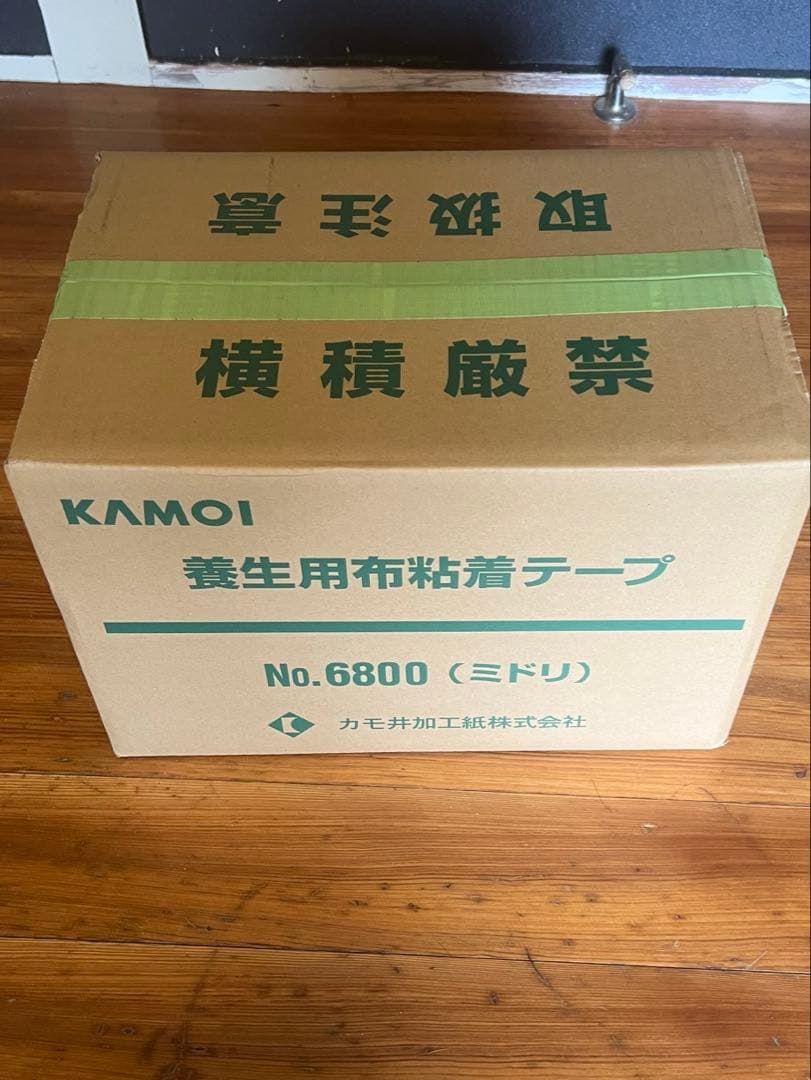 取扱注意
横積厳禁
KAMOI
養生用布粘着テープ
No.6800（ミドリ）
カモ井加工紙株式会社